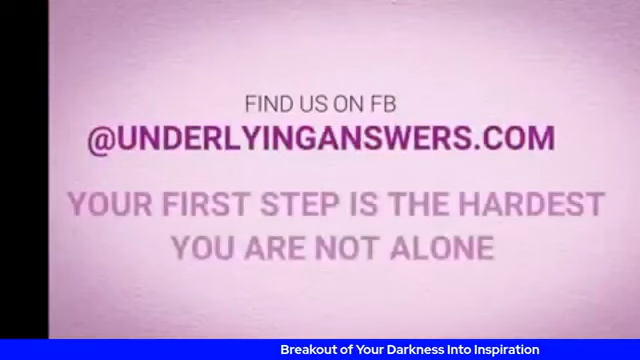 FIND US ON FB
@UNDERLYINGANSWERS.COM
YOUR FIRST STEP IS THE HARDEST
YOU ARE NOT ALONE
Breakout of Your Darkness Into Inspiration